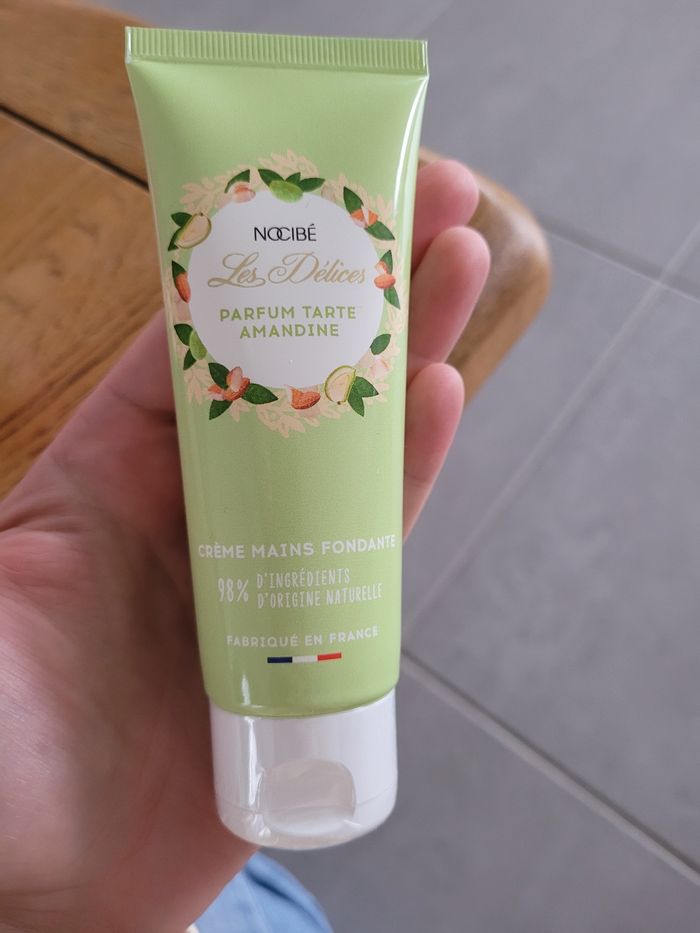 NOCIBÉ
Les Délices
PARFUM TARTE
AMANDINE
CRÈME MAINS FONDANTE
98% D'INGRÉDIENTS
D'ORIGINE NATURELLE
FABRIQUÉ EN FRANCE